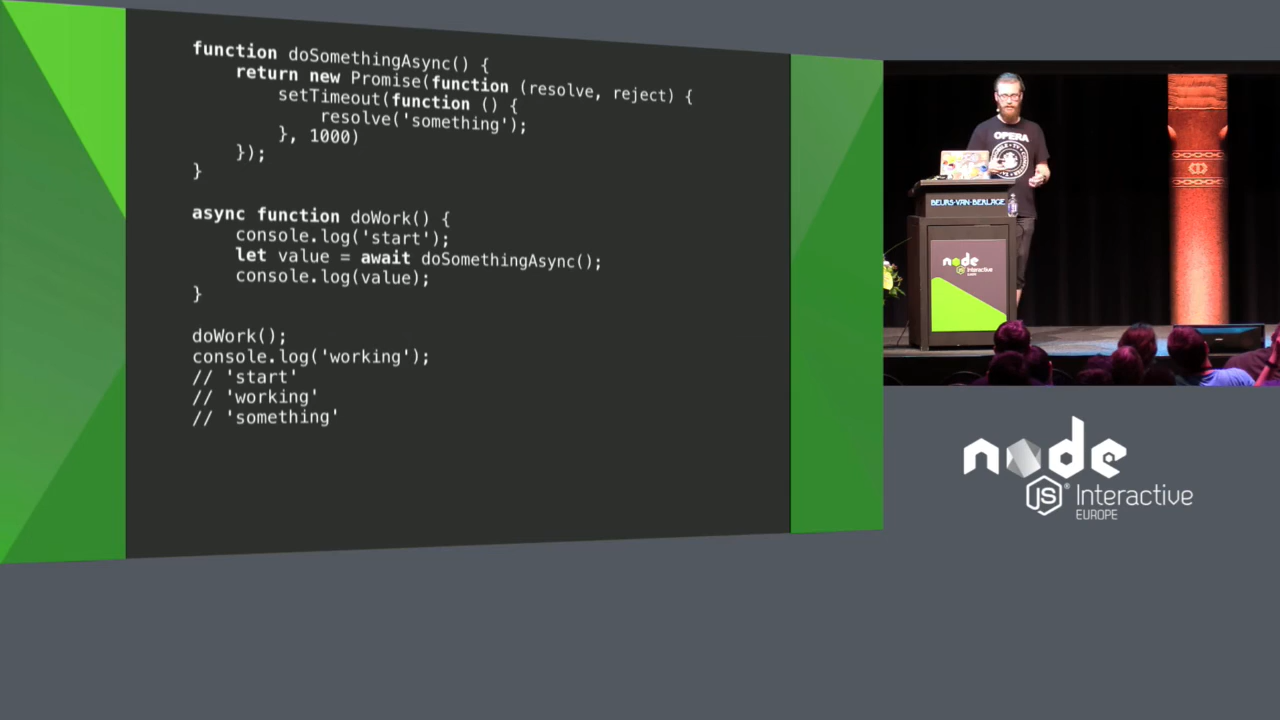 function doSomethingAsync() {
    return new Promise(function (resolve, reject) {
        setTimeout(function () {
            resolve('something');
        }, 1000)
    });
}
async function doWork() {
    console.log('start');
    let value = await doSomethingAsync();
    console.log(value);
}
doWork();
console.log('working');
// 'start'
// 'working'
// 'something'
OPERA
BEURS-VAN-BERLAGE
node
JS Interactive
node
JS® Interactive
EUROPE